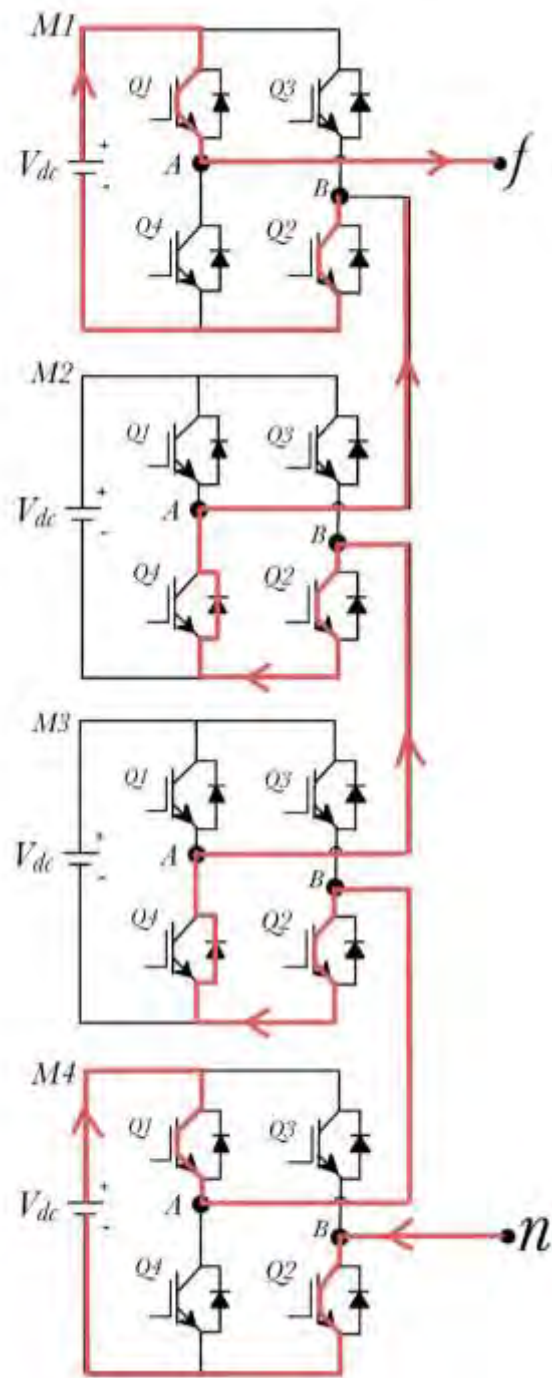 M1
Q1
Q3
+
Vdc
-
A
f
B
Q4
Q2
M2
Q1
Q3
+
Vdc
-
A
B
Q4
Q2
M3
Q1
Q3
+
Vdc
-
A
B
Q4
Q2
M4
Q1
Q3
+
Vdc
-
A
B
n
Q4
Q2